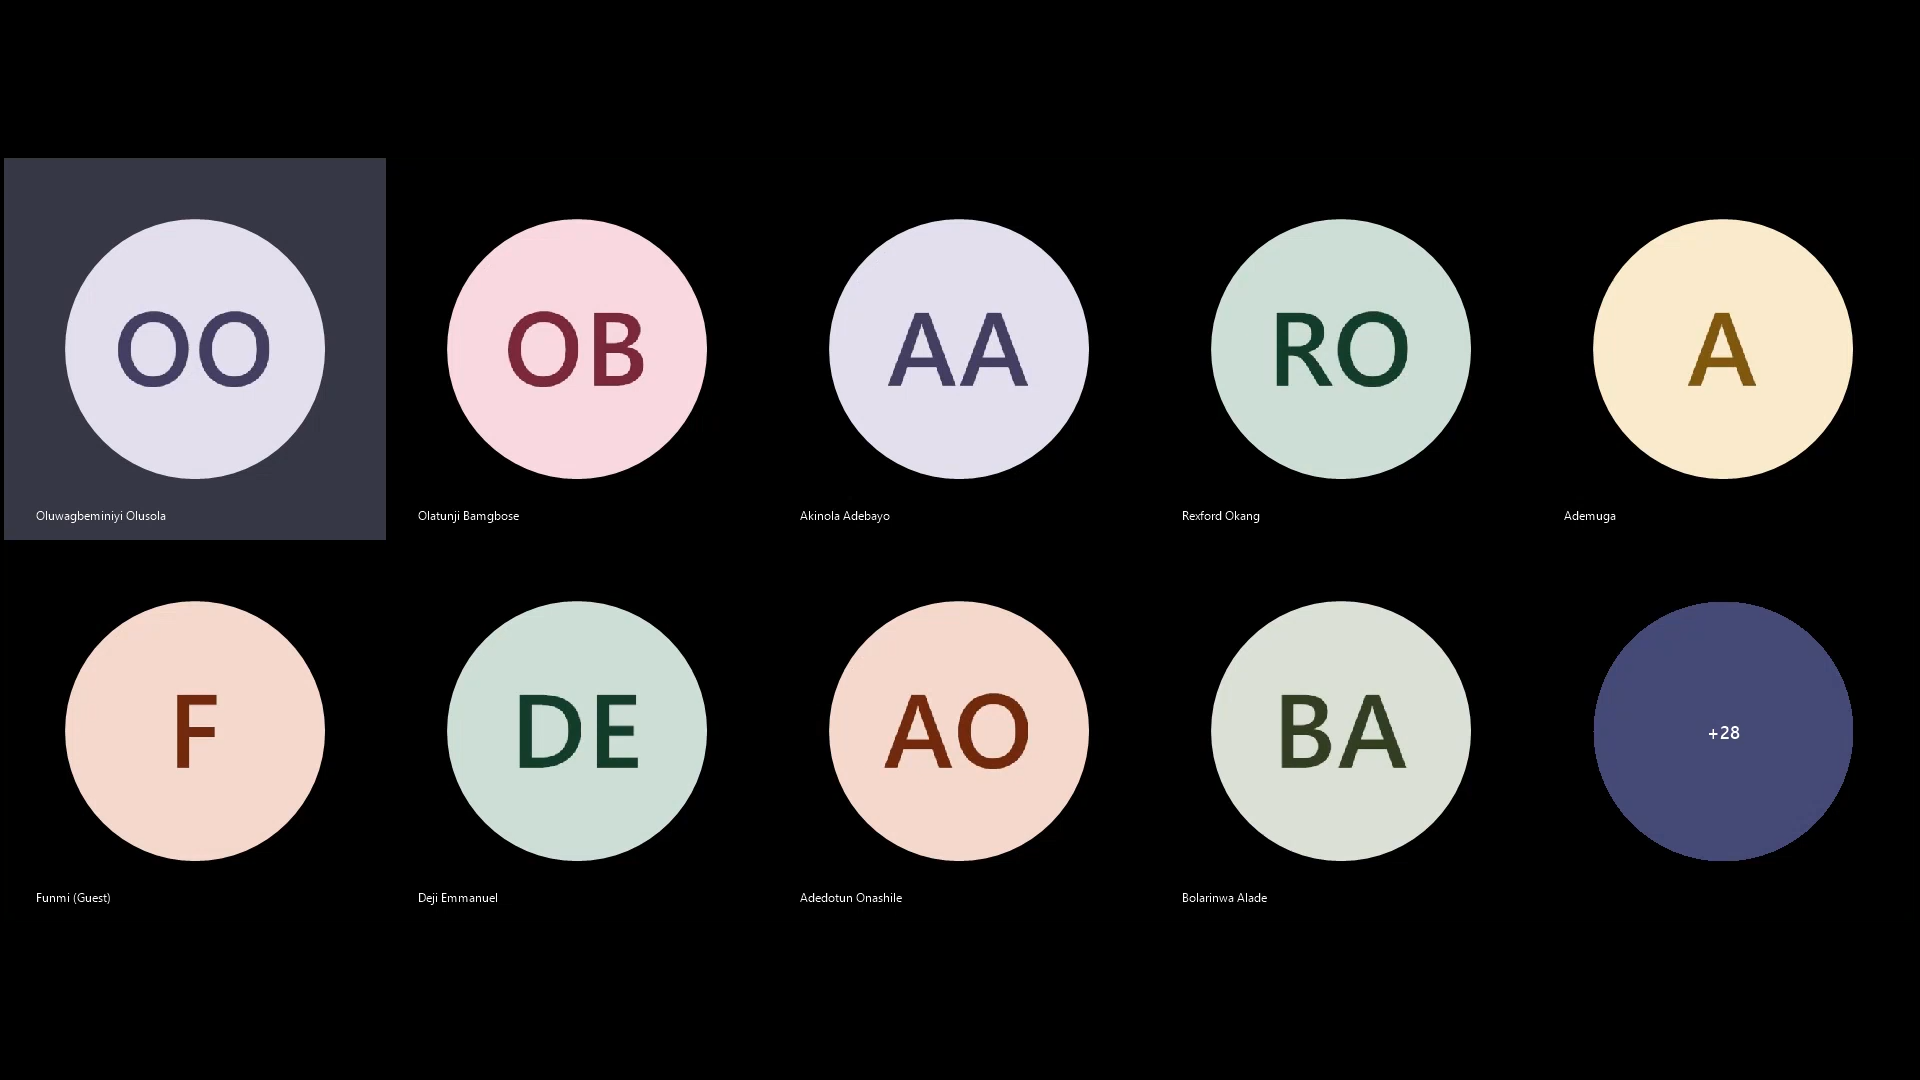 OO
OB
AA
RO
A
Oluwagbeminiyi Olusola
Olatunji Bamgbose
Akinola Adebayo
Rexford Okang
Ademuga
F
DE
AO
BA
+28
Funmi (Guest)
Deji Emmanuel
Adedotun Onashile
Bolarinwa Alade